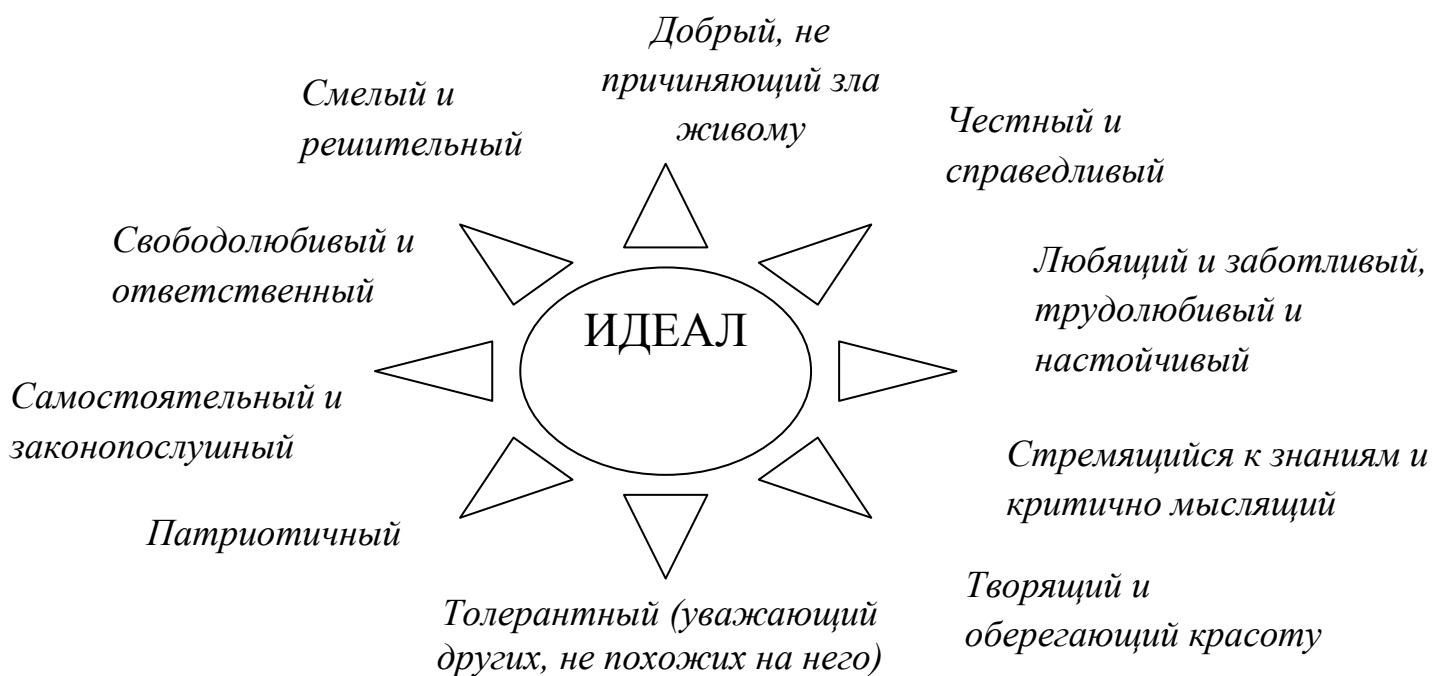 Добрый, не
причиняющий зла
живому
Смелый и
решительный
Честный и
справедливый
Свободолюбивый и
ответственный
Любящий и заботливый,
трудолюбивый и
настойчивый
ИДЕАЛ
Самостоятельный и
законопослушный
Стремящийся к знаниям и
критично мыслящий
Патриотичный
Творящий и
оберегающий красоту
Толерантный (уважающий
других, не похожих на него)